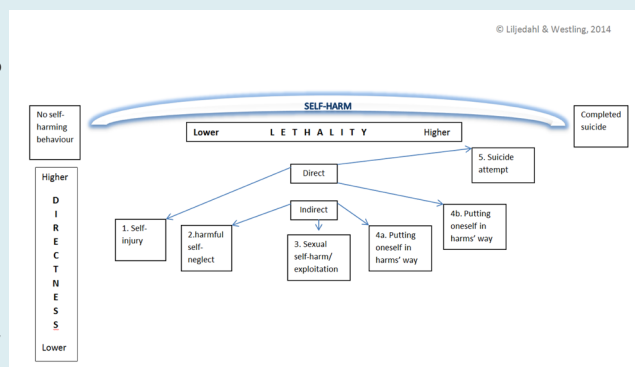 © Liljedahl & Westling, 2014
SELF-HARM
No self-
harming
behaviour
Lower L E T H A L I T Y Higher
Completed
suicide
Higher
D
I
R
E
C
T
N
E
S
S
Lower
Direct
Indirect
1. Self-
injury
2.harmful
self-
neglect
3. Sexual
self-harm/
exploitation
4a. Putting
oneself in
harms' way
4b. Putting
oneself in
harms' way
5. Suicide
attempt